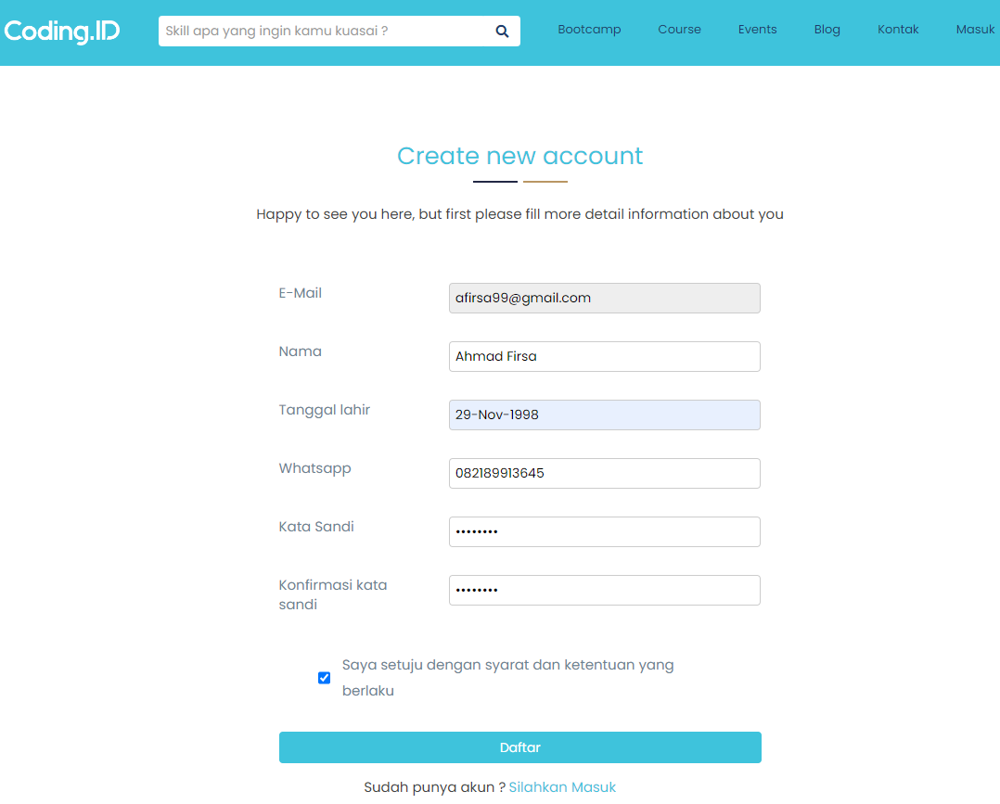 Coding.ID
Skill apa yang ingin kamu kuasai ?
Bootcamp Course Events Blog Kontak Masuk
Create new account
Happy to see you here, but first please fill more detail information about you
E-Mail
afirsa99@gmail.com
Nama
Ahmad Firsa
Tanggal lahir
29-Nov-1998
Whatsapp
082189913645
Kata Sandi
••••••••
Konfirmasi kata
sandi
••••••••
Saya setuju dengan syarat dan ketentuan yang
berlaku
Daftar
Sudah punya akun ? Silahkan Masuk